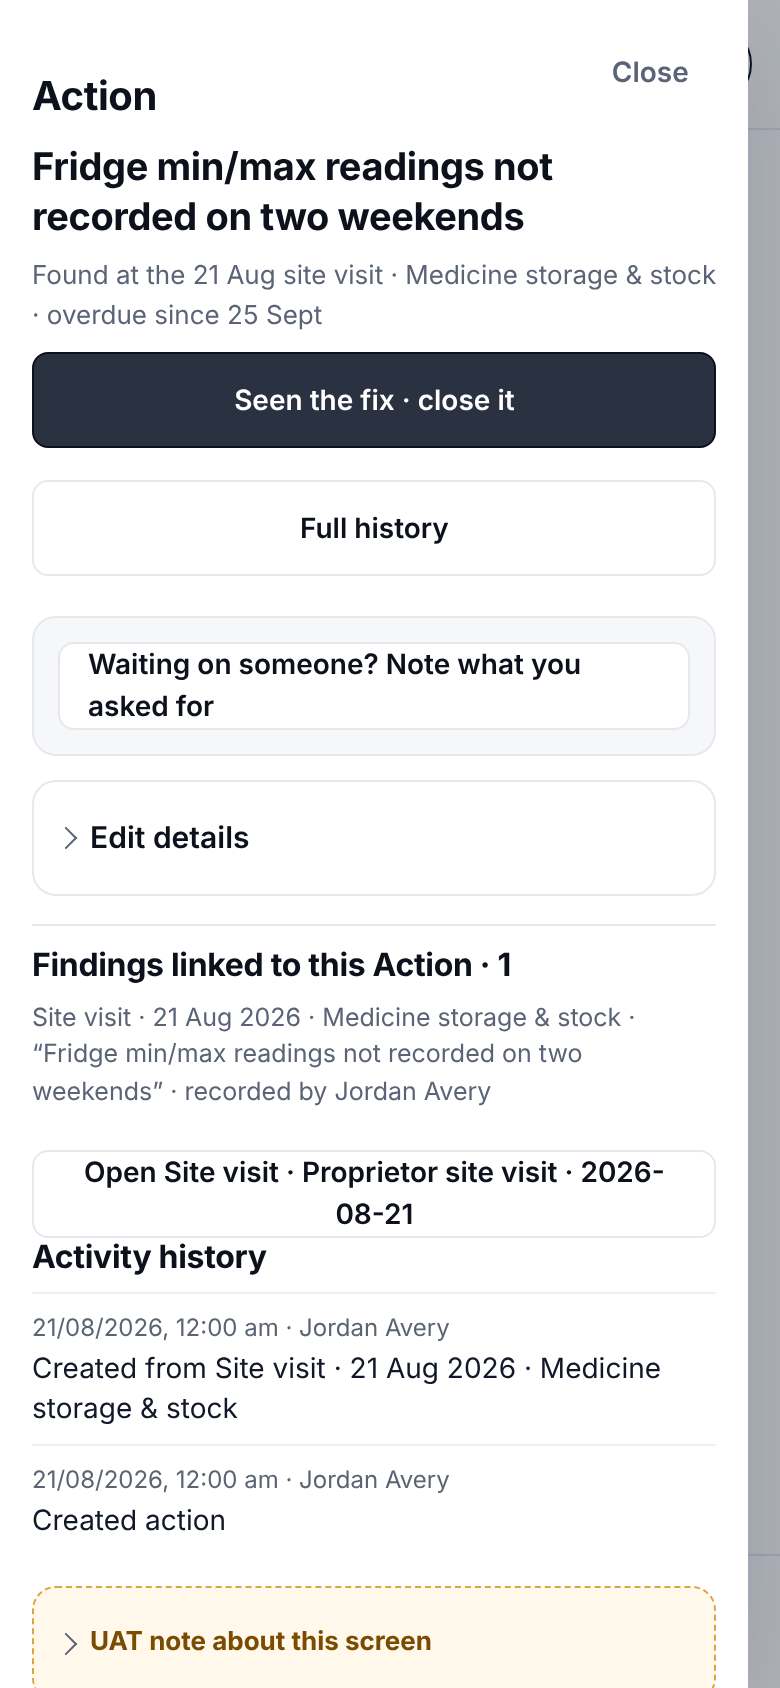 Close
Action
Fridge min/max readings not
recorded on two weekends
Found at the 21 Aug site visit · Medicine storage & stock
· overdue since 25 Sept
Seen the fix · close it
Full history
Waiting on someone? Note what you
asked for
Edit details
Findings linked to this Action · 1
Site visit · 21 Aug 2026 · Medicine storage & stock ·
“Fridge min/max readings not recorded on two
weekends” · recorded by Jordan Avery
Open Site visit · Proprietor site visit · 2026-
08-21
Activity history
21/08/2026, 12:00 am · Jordan Avery
Created from Site visit · 21 Aug 2026 · Medicine
storage & stock
21/08/2026, 12:00 am · Jordan Avery
Created action
UAT note about this screen